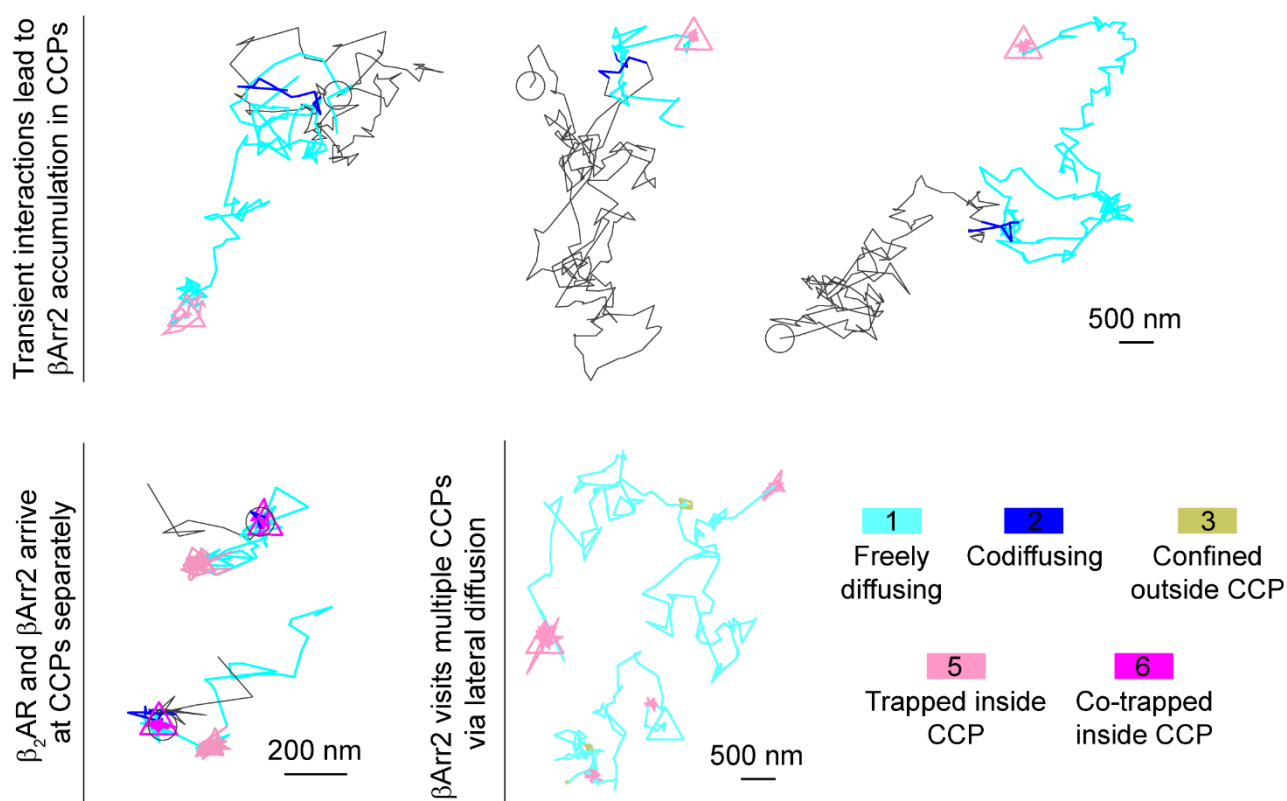 Transient interactions lead to
βArr2 accumulation in CCPs
500 nm
β₂AR and βArr2 arrive
at CCPs separately
200 nm
βArr2 visits multiple CCPs
via lateral diffusion
500 nm
1
Freely
diffusing
2
Codiffusing
3
Confined
outside CCP
5
Trapped inside
CCP
6
Co-trapped
inside CCP